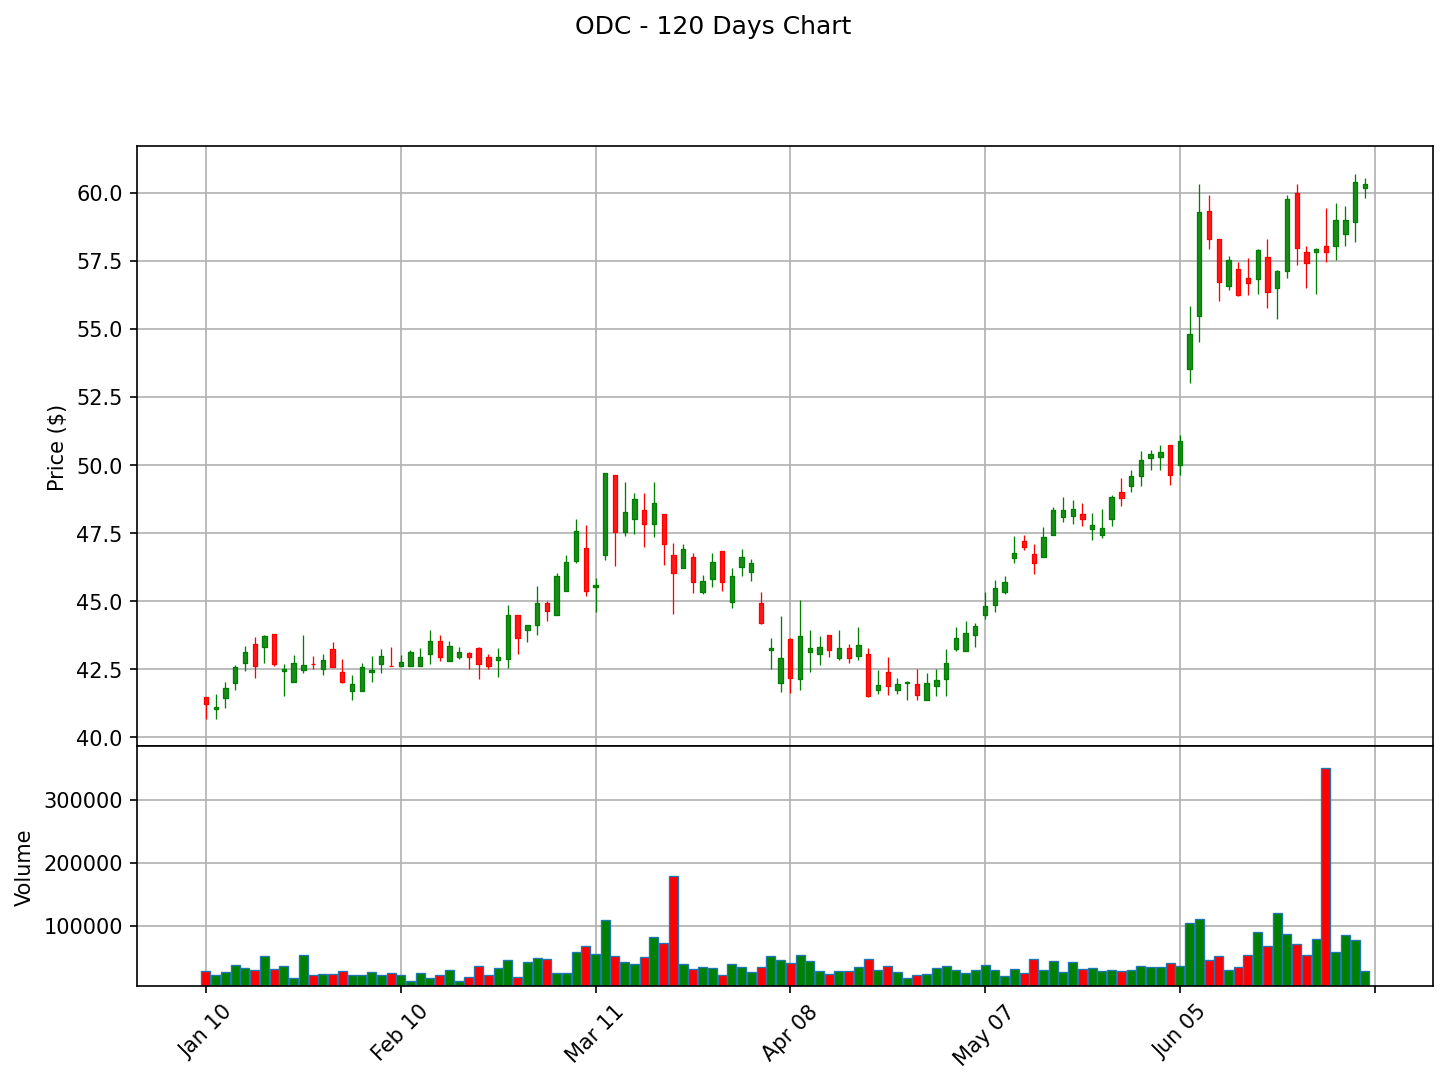 ODC - 120 Days Chart
Price ($)
60.0
57.5
55.0
52.5
50.0
47.5
45.0
42.5
40.0
Volume
300000
200000
100000
Jan 10
Feb 10
Mar 11
Apr 08
May 07
Jun 05